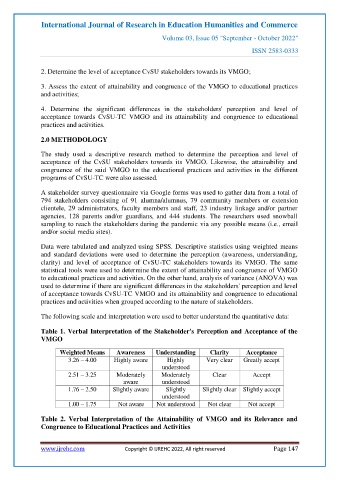 International Journal of Research in Education Humanities and Commerce
Volume 03, Issue 05 "September - October 2022"
ISSN 2583-0333
2. Determine the level of acceptance CvSU stakeholders towards its VMGO;
3. Assess the extent of attainability and congruence of the VMGO to educational practices
and activities;
4. Determine the significant differences in the stakeholders' perception and level of
acceptance towards CvSU-TC VMGO and its attainability and congruence to educational
practices and activities.
2.0 METHODOLOGY
The study used a descriptive research method to determine the perception and level of
acceptance of the CvSU stakeholders towards its VMGO. Likewise, the attainability and
congruence of the said VMGO to the educational practices and activities in the different
programs of CvSU-TC were also assessed.
A stakeholder survey questionnaire via Google forms was used to gather data from a total of
794 stakeholders consisting of 91 alumna/alumnus, 79 community members or extension
clientele, 29 administrators, faculty members and staff, 23 industry linkage and/or partner
agencies, 128 parents and/or guardians, and 444 students. The researchers used snowball
sampling to reach the stakeholders during the pandemic via any possible means (i.e., email
and/or social media sites).
Data were tabulated and analyzed using SPSS. Descriptive statistics using weighted means
and standard deviations were used to determine the perception (awareness, understanding,
clarity) and level of acceptance of CvSU-TC stakeholders towards its VMGO. The same
statistical tools were used to determine the extent of attainability and congruence of VMGO
to educational practices and activities. On the other hand, analysis of variance (ANOVA) was
used to determine if there are significant differences in the stakeholders' perception and level
of acceptance towards CvSU-TC VMGO and its attainability and congruence to educational
practices and activities when grouped according to the nature of stakeholders.
The following scale and interpretation were used to better understand the quantitative data:
Table 1. Verbal Interpretation of the Stakeholder's Perception and Acceptance of the
VMGO
Weighted Means Awareness Understanding Clarity Acceptance
3.26 – 4.00 Highly aware Highly Very clear Greatly accept
understood
2.51 – 3.25 Moderately Moderately Clear Accept
aware understood
1.76 – 2.50 Slightly aware Slightly Slightly clear Slightly accept
understood
1.00 – 1.75 Not aware Not understood Not clear Not accept
Table 2. Verbal Interpretation of the Attainability of VMGO and its Relevance and
Congruence to Educational Practices and Activities
www.ijrehc.com Copyright © IJREHC 2022, All right reserved Page 147